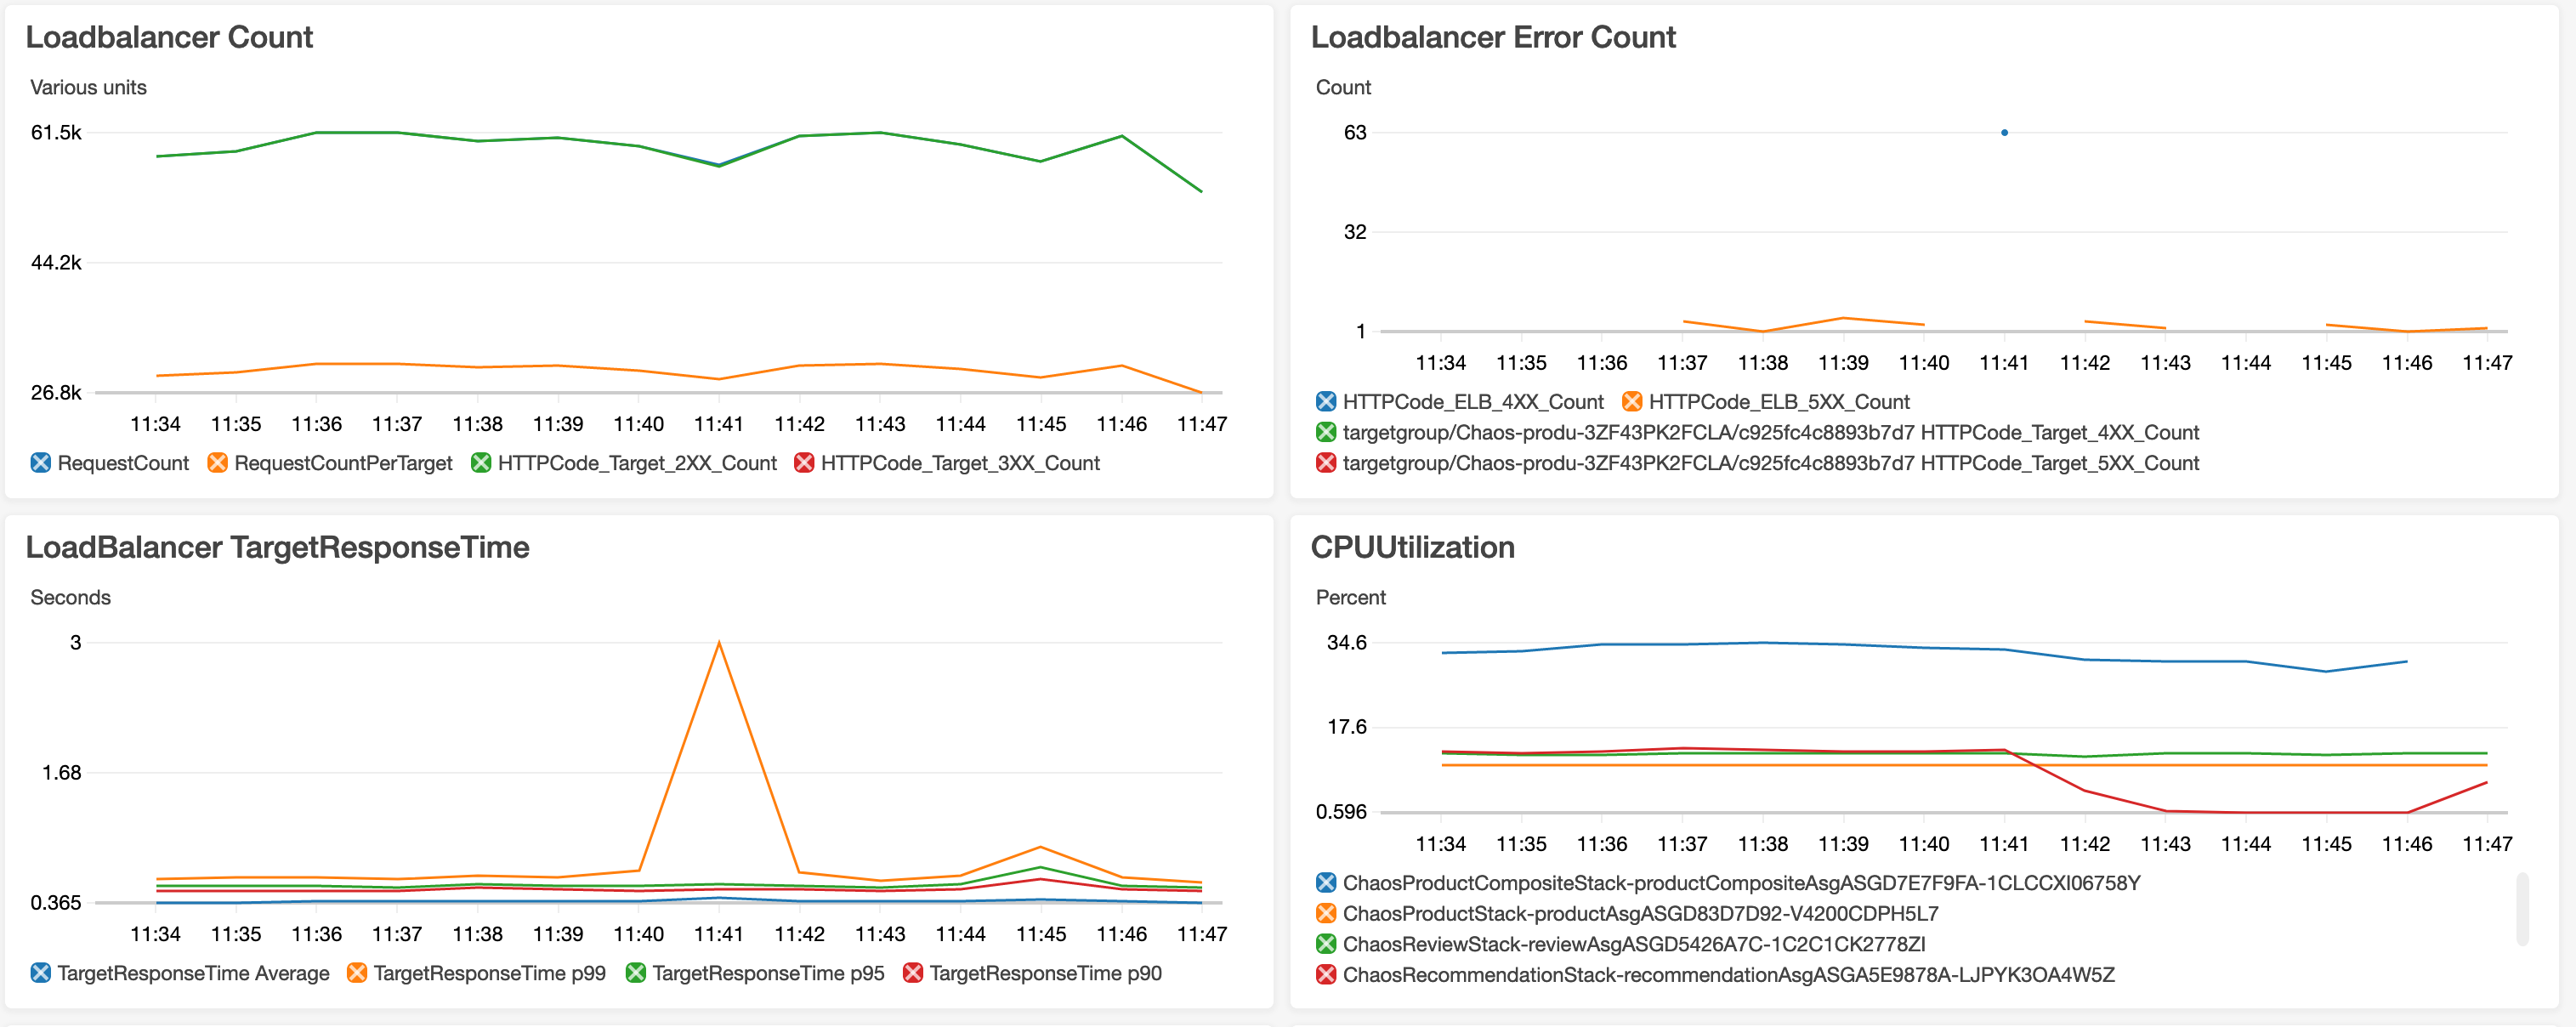 Loadbalancer Count
Various units
61.5k
44.2k
26.8k
11:34 11:35 11:36 11:37 11:38 11:39 11:40 11:41 11:42 11:43 11:44 11:45 11:46 11:47
RequestCount RequestCountPerTarget HTTPCode_Target_2XX_Count HTTPCode_Target_3XX_Count
Loadbalancer Error Count
Count
63
32
1
11:34 11:35 11:36 11:37 11:38 11:39 11:40 11:41 11:42 11:43 11:44 11:45 11:46 11:47
HTTPCode_ELB_4XX_Count HTTPCode_ELB_5XX_Count
targetgroup/Chaos-produ-3ZF43PK2FCLA/c925fc4c8893b7d7 HTTPCode_Target_4XX_Count
targetgroup/Chaos-produ-3ZF43PK2FCLA/c925fc4c8893b7d7 HTTPCode_Target_5XX_Count
LoadBalancer TargetResponseTime
Seconds
3
1.68
0.365
11:34 11:35 11:36 11:37 11:38 11:39 11:40 11:41 11:42 11:43 11:44 11:45 11:46 11:47
TargetResponseTime Average TargetResponseTime p99 TargetResponseTime p95 TargetResponseTime p90
CPUUtilization
Percent
34.6
17.6
0.596
11:34 11:35 11:36 11:37 11:38 11:39 11:40 11:41 11:42 11:43 11:44 11:45 11:46 11:47
ChaosProductCompositeStack-productCompositeAsgASGD7E7F9FA-1CLCCXI06758Y
ChaosProductStack-productAsgASGD83D7D92-V4200CDPH5L7
ChaosReviewStack-reviewAsgASGD5426A7C-1C2C1CK2778ZI
ChaosRecommendationStack-recommendationAsgASGA5E9878A-LJPYK3OA4W5Z